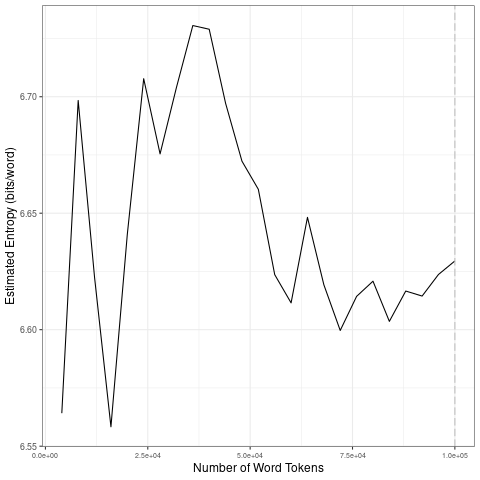 Estimated Entropy (bits/word)
6.70
6.65
6.60
6.55
0.0e+00 2.5e+04 5.0e+04 7.5e+04 1.0e+05
Number of Word Tokens